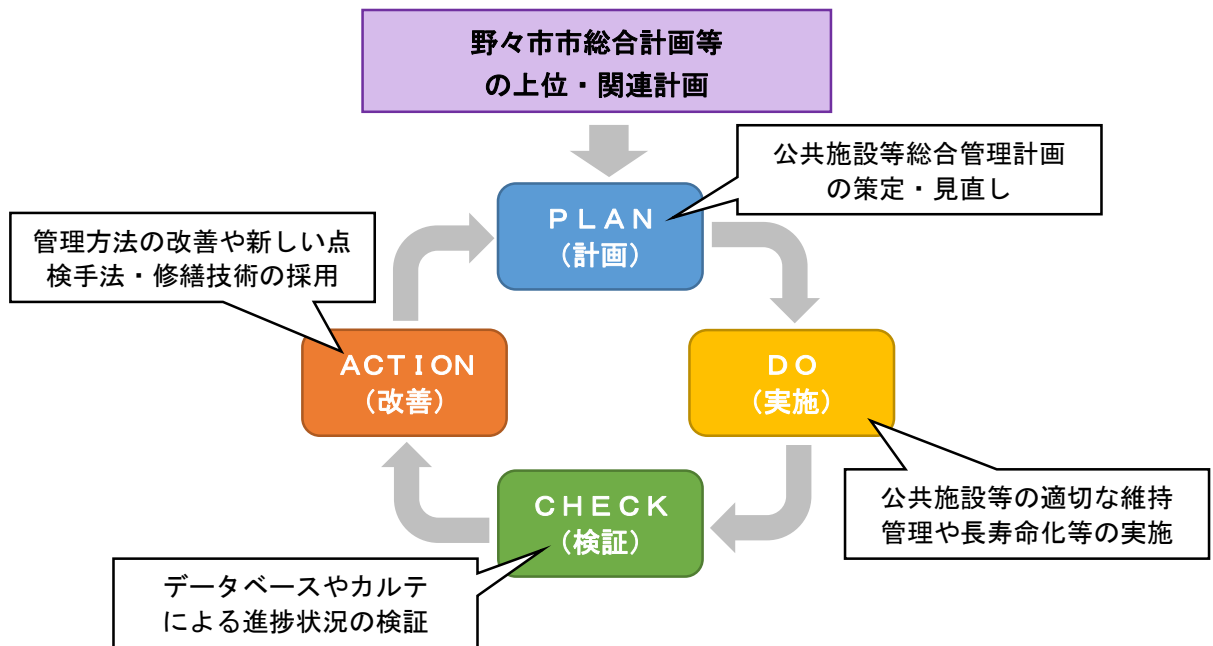 野々市市総合計画等
の上位・関連計画
公共施設等総合管理計画
の策定・見直し
PLAN
(計画)
管理方法の改善や新しい点
検手法・修繕技術の採用
ACTION
(改善)
DO
(実施)
公共施設等の適切な維持
管理や長寿命化等の実施
CHECK
(検証)
データベースやカルテ
による進捗状況の検証